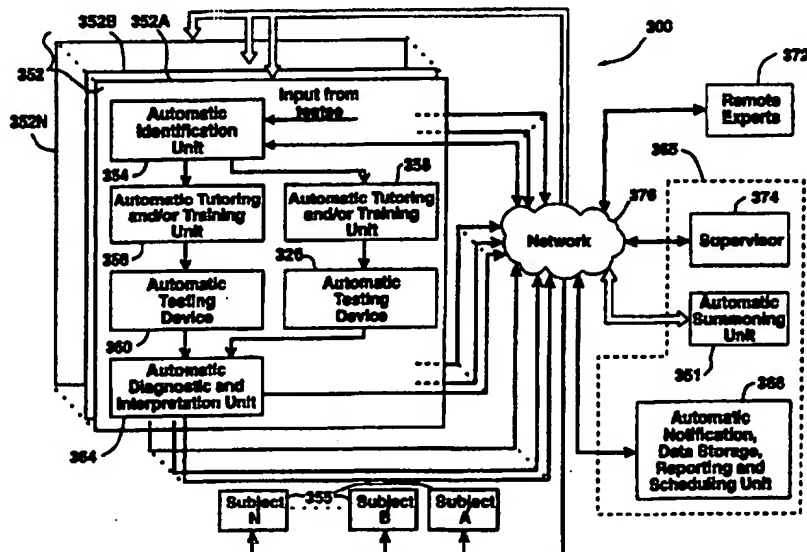 352B
352A
352
352N
300
372
Input from
testee
Automatic
Identification
Unit
Remote
Experts
354
358
365
376
374
Automatic Tutoring
and/or Training
Unit
Automatic Tutoring
and/or Training
Unit
Network
Supervisor
356
326
Automatic
Testing
Device
Automatic
Testing
Device
Automatic
Summoning
Unit
360
351
Automatic
Diagnostic and
Interpretation Unit
366
364
Automatic
Notification,
Data Storage,
Reporting and
Scheduling Unit
355
Subject
N
Subject
B
Subject
A